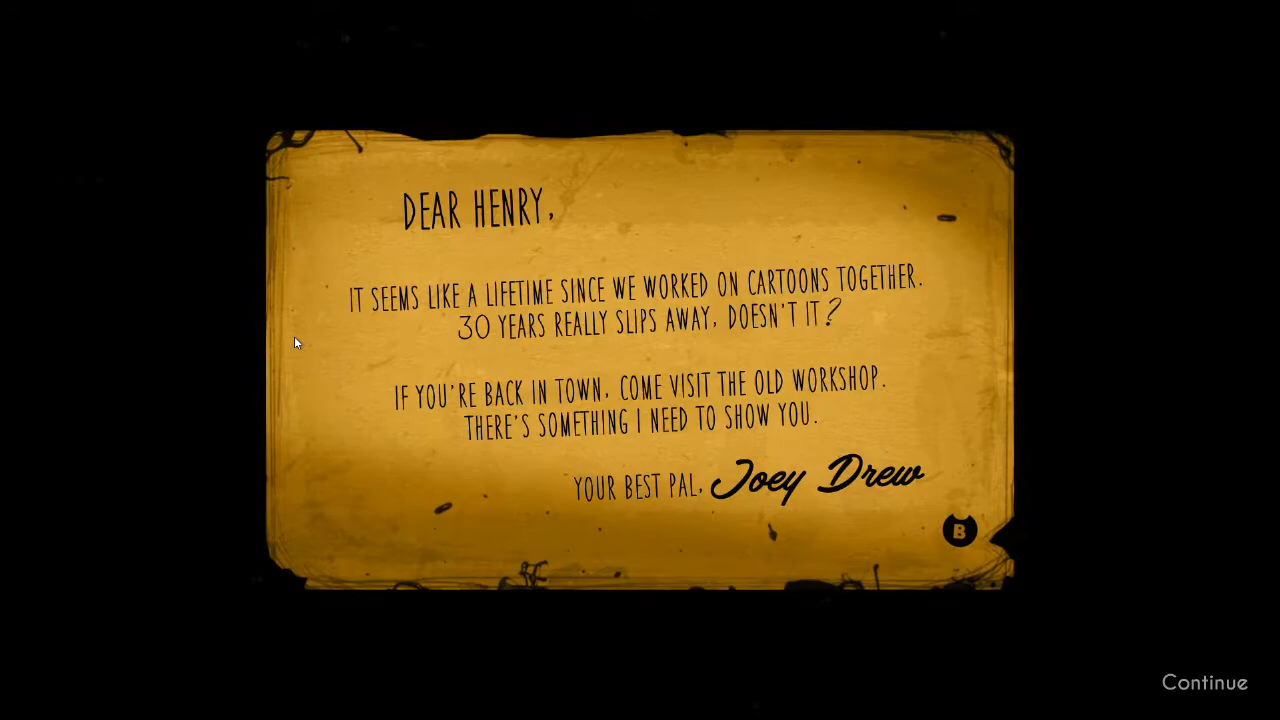 DEAR HENRY,
IT SEEMS LIKE A LIFETIME SINCE WE WORKED ON CARTOONS TOGETHER.
30 YEARS REALLY SLIPS AWAY, DOESN'T IT?
IF YOU'RE BACK IN TOWN, COME VISIT THE OLD WORKSHOP.
THERE'S SOMETHING I NEED TO SHOW YOU.
YOUR BEST PAL, Joey Drew
B
Continue